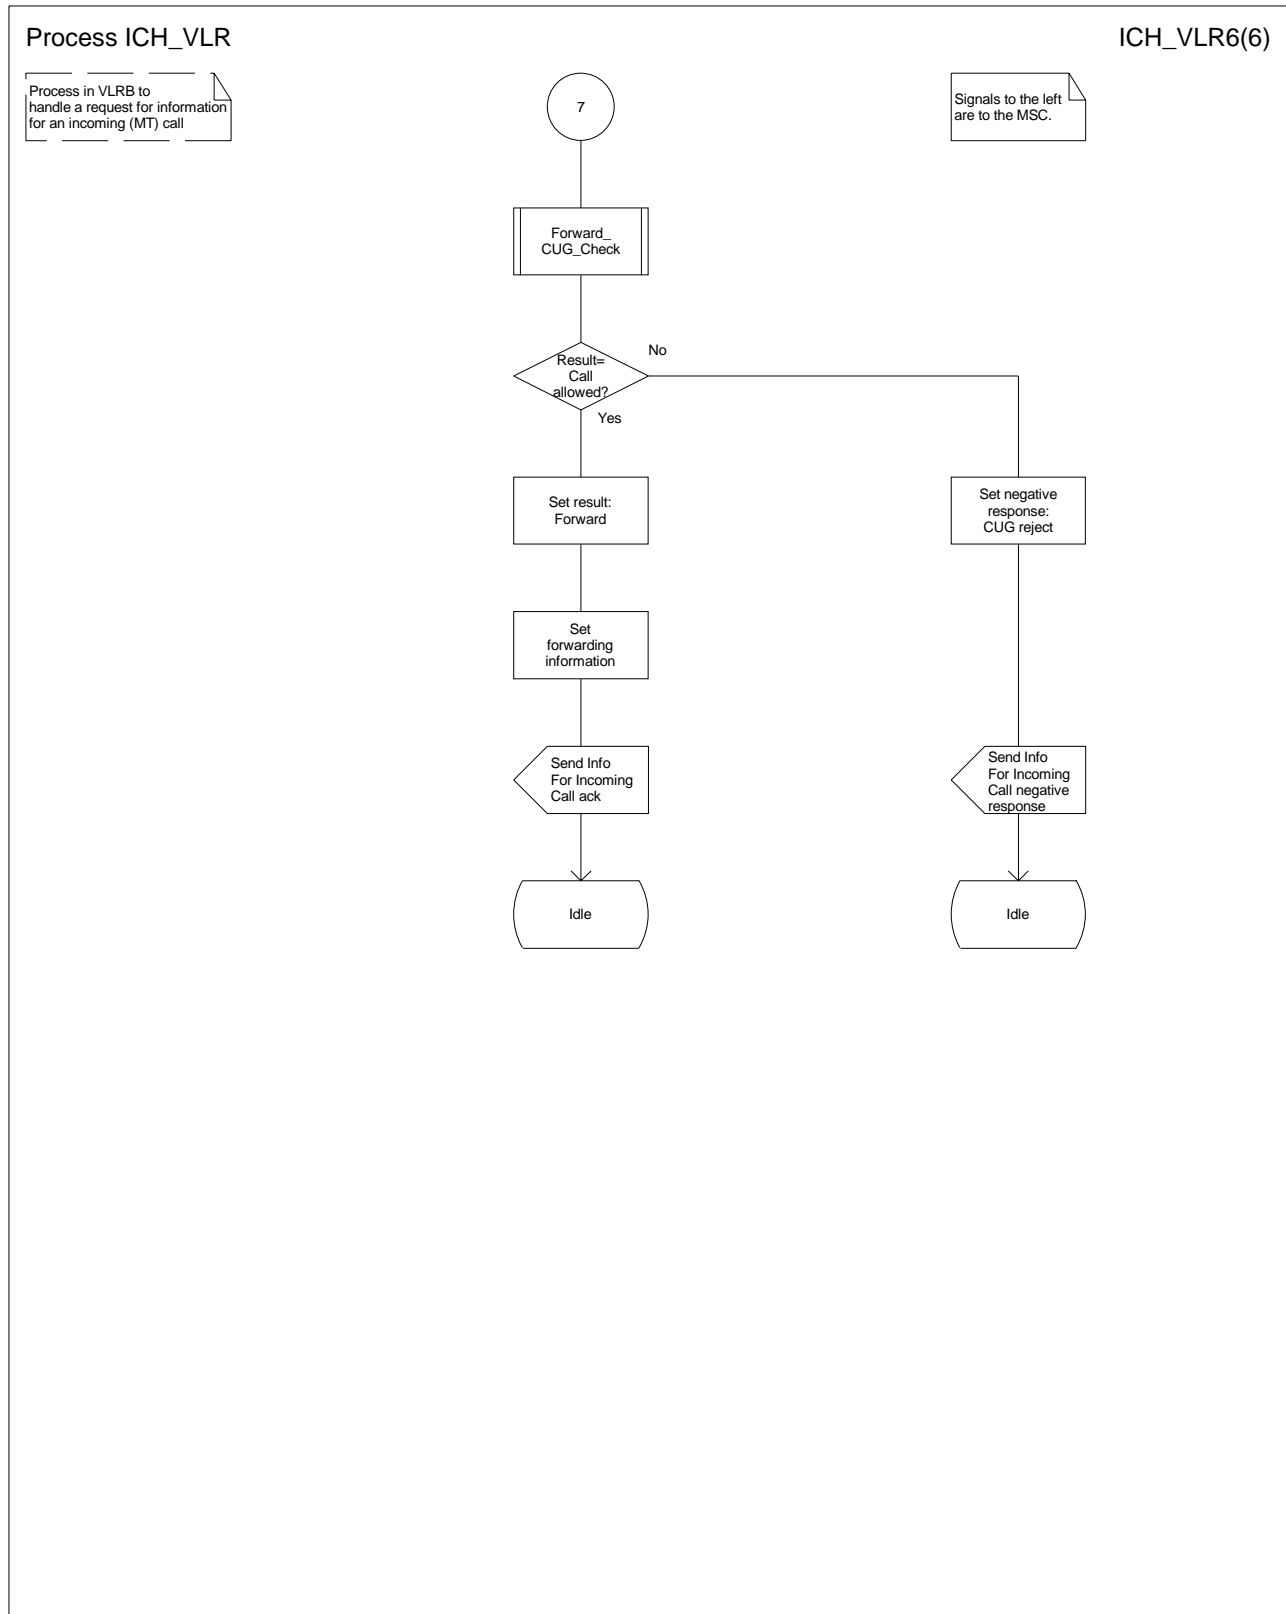 Process ICH_VLR
ICH_VLR6(6)
Process in VLRB to
handle a request for information
for an incoming (MT) call
7
Signals to the left
are to the MSC.
Forward_
CUG_Check
Result=
Call
allowed?
No
Yes
Set result:
Forward
Set negative
response:
CUG reject
Set
forwarding
information
Send Info
For Incoming
Call ack
Send Info
For Incoming
Call negative
response
Idle
Idle